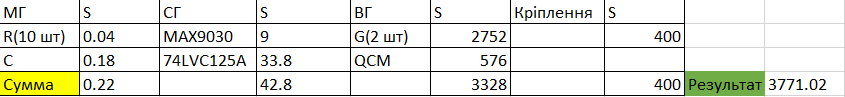 МГ S СГ S ВГ S Кріплення S
R(10 шт) 0.04 MAX9030 9 G(2 шт) 2752 400
C 0.18 74LVC125A 33.8 QCM 576
Сумма 0.22 42.8 3328 400 Результат 3771.02